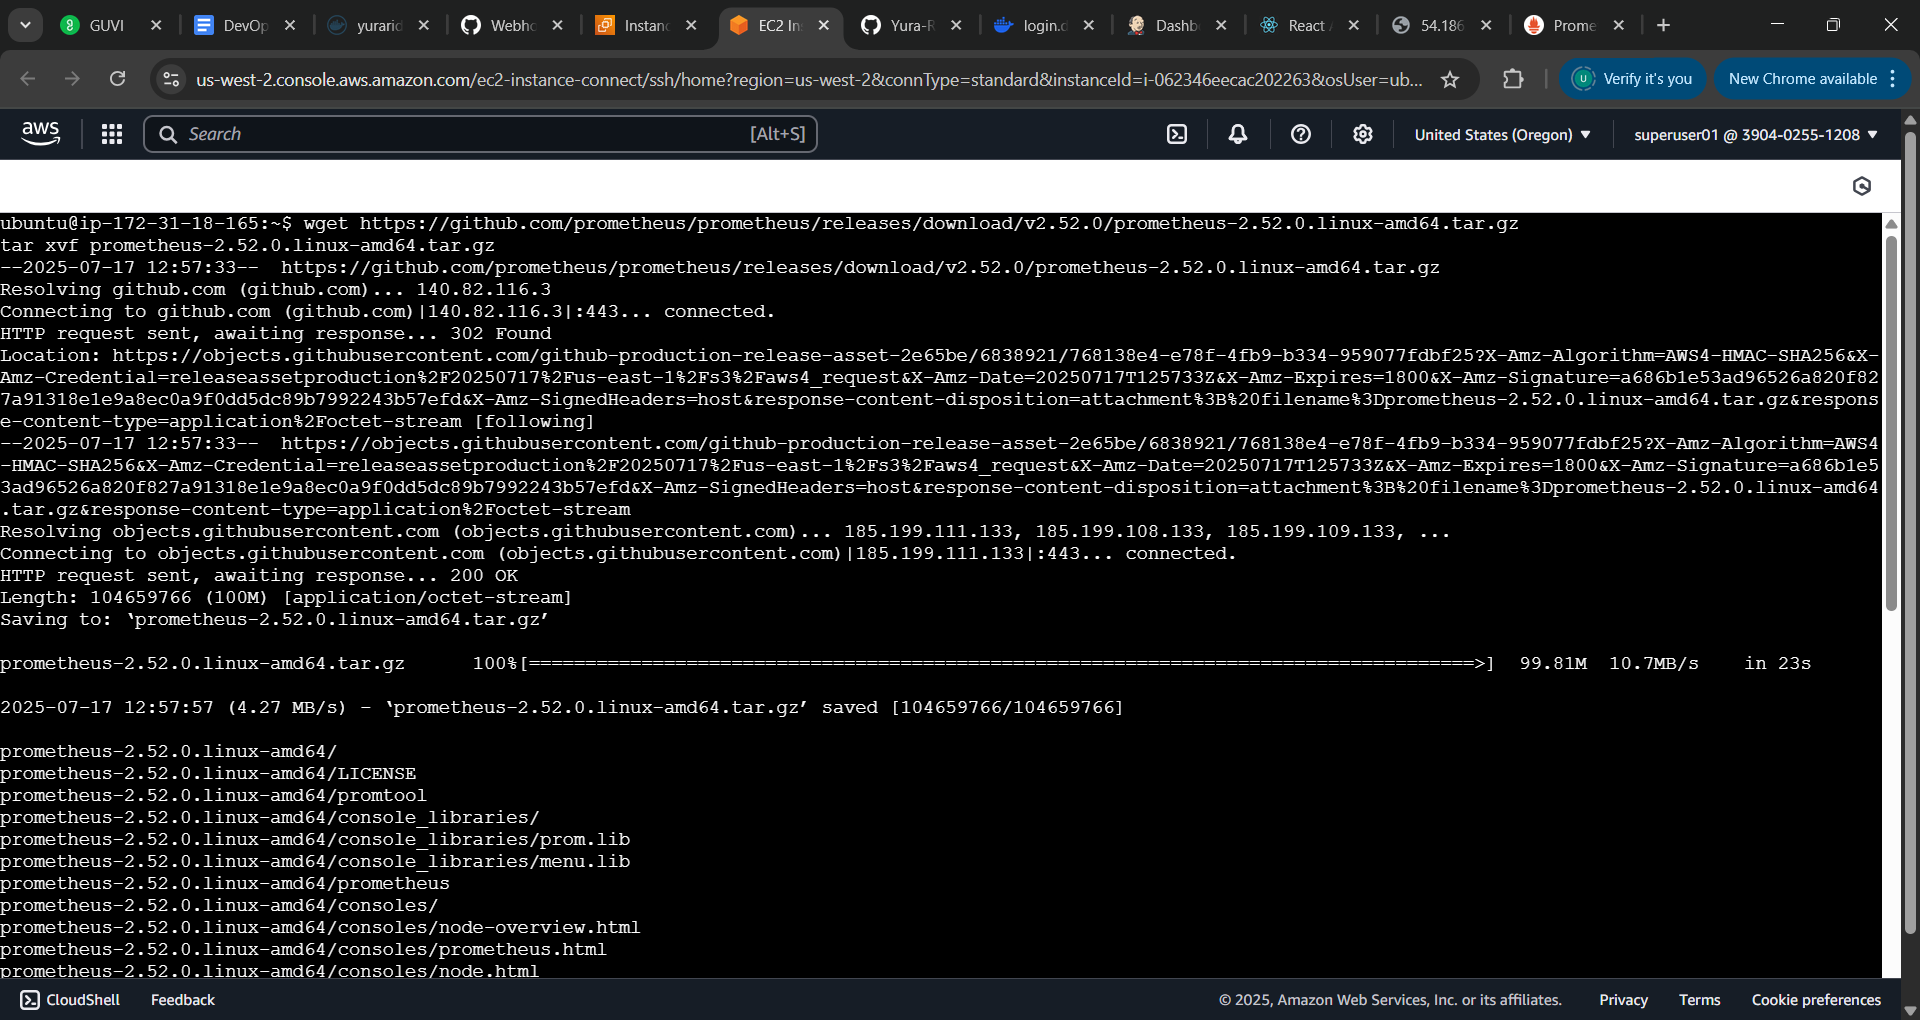 GUVI
DevOp
yurarid
Webho
Instanc
EC2 In
Yura-R
login.d
Dashb
React
54.186
Prome
us-west-2.console.aws.amazon.com/ec2-instance-connect/ssh/home?region=us-west-2&connType=standard&instanceId=i-062346eecac202263&osUser=ub...
U
Verify it's you
New Chrome available
aws
Search
[Alt+S]
United States (Oregon)
superuser01 @ 3904-0255-1208
ubuntu@ip-172-31-18-165:~$ wget https://github.com/prometheus/prometheus/releases/download/v2.52.0/prometheus-2.52.0.linux-amd64.tar.gz
tar xvf prometheus-2.52.0.linux-amd64.tar.gz
--2025-07-17 12:57:33--  https://github.com/prometheus/prometheus/releases/download/v2.52.0/prometheus-2.52.0.linux-amd64.tar.gz
Resolving github.com (github.com)... 140.82.116.3
Connecting to github.com (github.com)|140.82.116.3|:443... connected.
HTTP request sent, awaiting response... 302 Found
Location: https://objects.githubusercontent.com/github-production-release-asset-2e65be/6838921/768138e4-e78f-4fb9-b334-959077fdbf25?X-Amz-Algorithm=AWS4-HMAC-SHA256&X-
Amz-Credential=releaseassetproduction%2F20250717%2Fus-east-1%2Fs3%2Faws4_request&X-Amz-Date=20250717T125733Z&X-Amz-Expires=1800&X-Amz-Signature=a686b1e53ad96526a820f82
7a91318e1e9a8ec0a9f0dd5dc89b7992243b57efd&X-Amz-SignedHeaders=host&response-content-disposition=attachment%3B%20filename%3Dprometheus-2.52.0.linux-amd64.tar.gz&respons
e-content-type=application%2Foctet-stream [following]
--2025-07-17 12:57:33--  https://objects.githubusercontent.com/github-production-release-asset-2e65be/6838921/768138e4-e78f-4fb9-b334-959077fdbf25?X-Amz-Algorithm=AWS4
-HMAC-SHA256&X-Amz-Credential=releaseassetproduction%2F20250717%2Fus-east-1%2Fs3%2Faws4_request&X-Amz-Date=20250717T125733Z&X-Amz-Expires=1800&X-Amz-Signature=a686b1e5
3ad96526a820f827a91318e1e9a8ec0a9f0dd5dc89b7992243b57efd&X-Amz-SignedHeaders=host&response-content-disposition=attachment%3B%20filename%3Dprometheus-2.52.0.linux-amd64
.tar.gz&response-content-type=application%2Foctet-stream
Resolving objects.githubusercontent.com (objects.githubusercontent.com)... 185.199.111.133, 185.199.108.133, 185.199.109.133, ...
Connecting to objects.githubusercontent.com (objects.githubusercontent.com)|185.199.111.133|:443... connected.
HTTP request sent, awaiting response... 200 OK
Length: 104659766 (100M) [application/octet-stream]
Saving to: ‘prometheus-2.52.0.linux-amd64.tar.gz’
prometheus-2.52.0.linux-amd64.tar.gz      100%[====================================================================================>]  99.81M  10.7MB/s    in 23s
2025-07-17 12:57:57 (4.27 MB/s) - ‘prometheus-2.52.0.linux-amd64.tar.gz’ saved [104659766/104659766]
prometheus-2.52.0.linux-amd64/
prometheus-2.52.0.linux-amd64/LICENSE
prometheus-2.52.0.linux-amd64/promtool
prometheus-2.52.0.linux-amd64/console_libraries/
prometheus-2.52.0.linux-amd64/console_libraries/prom.lib
prometheus-2.52.0.linux-amd64/console_libraries/menu.lib
prometheus-2.52.0.linux-amd64/prometheus
prometheus-2.52.0.linux-amd64/consoles/
prometheus-2.52.0.linux-amd64/consoles/node-overview.html
prometheus-2.52.0.linux-amd64/consoles/prometheus.html
prometheus-2.52.0.linux-amd64/consoles/node.html
CloudShell
Feedback
© 2025, Amazon Web Services, Inc. or its affiliates.
Privacy
Terms
Cookie preferences